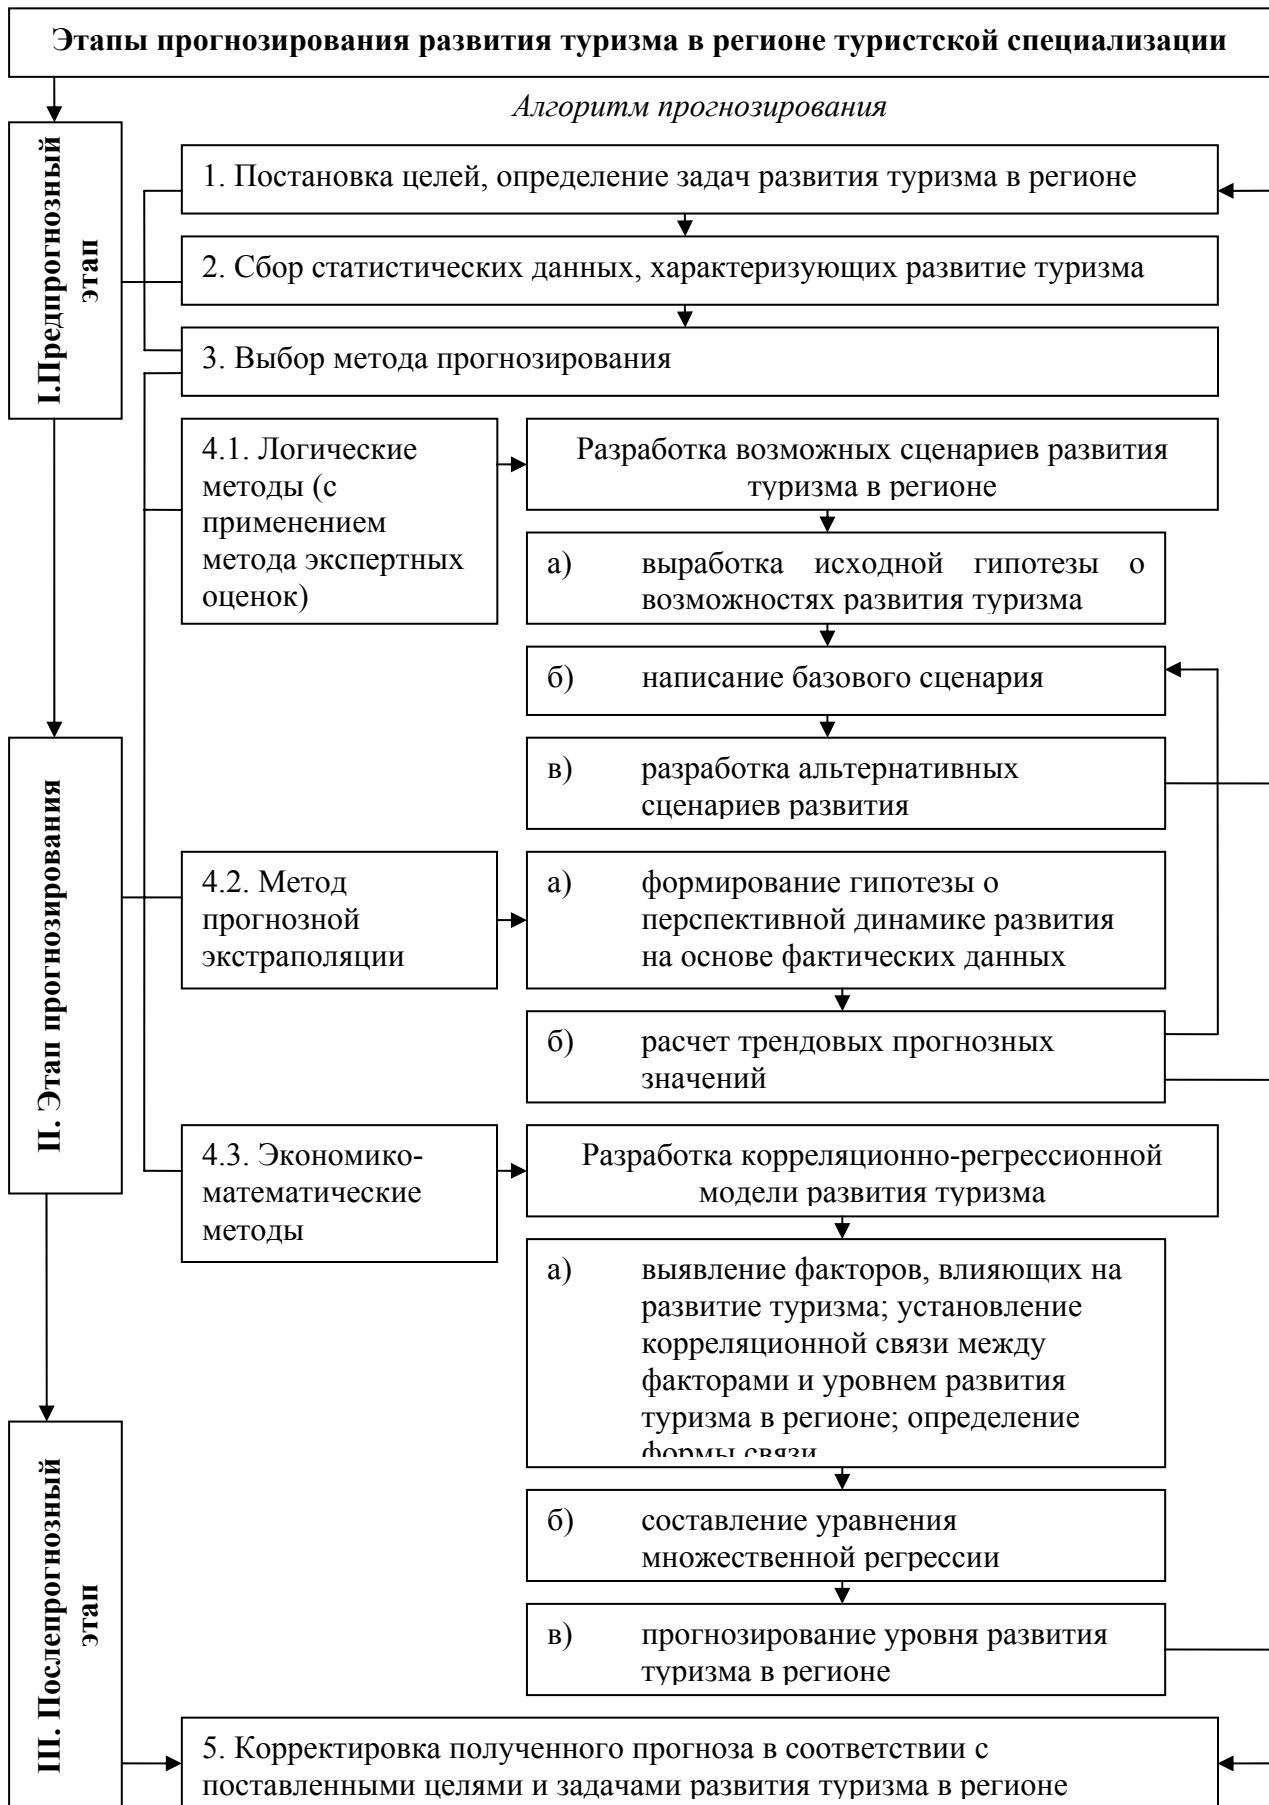 Этапы прогнозирования развития туризма в регионе туристской специализации
Алгоритм прогнозирования
I.Предпрогнозный
этап
1. Постановка целей, определение задач развития туризма в регионе
2. Сбор статистических данных, характеризующих развитие туризма
3. Выбор метода прогнозирования
4.1. Логические
методы (с
применением
метода экспертных
оценок)
Разработка возможных сценариев развития
туризма в регионе
а) выработка исходной гипотезы о
возможностях развития туризма
б) написание базового сценария
в) разработка альтернативных
сценариев развития
II. Этап прогнозирования
4.2. Метод
прогнозной
экстраполяции
а) формирование гипотезы о
перспективной динамике развития
на основе фактических данных
б) расчет трендовых прогнозных
значений
4.3. Экономико-
математические
методы
Разработка корреляционно-регрессионной
модели развития туризма
а) выявление факторов, влияющих на
развитие туризма; установление
корреляционной связи между
факторами и уровнем развития
туризма в регионе; определение
формы связи
б) составление уравнения
множественной регрессии
в) прогнозирование уровня развития
туризма в регионе
III. Послепрогнозный
этап
5. Корректировка полученного прогноза в соответствии с
поставленными целями и задачами развития туризма в регионе